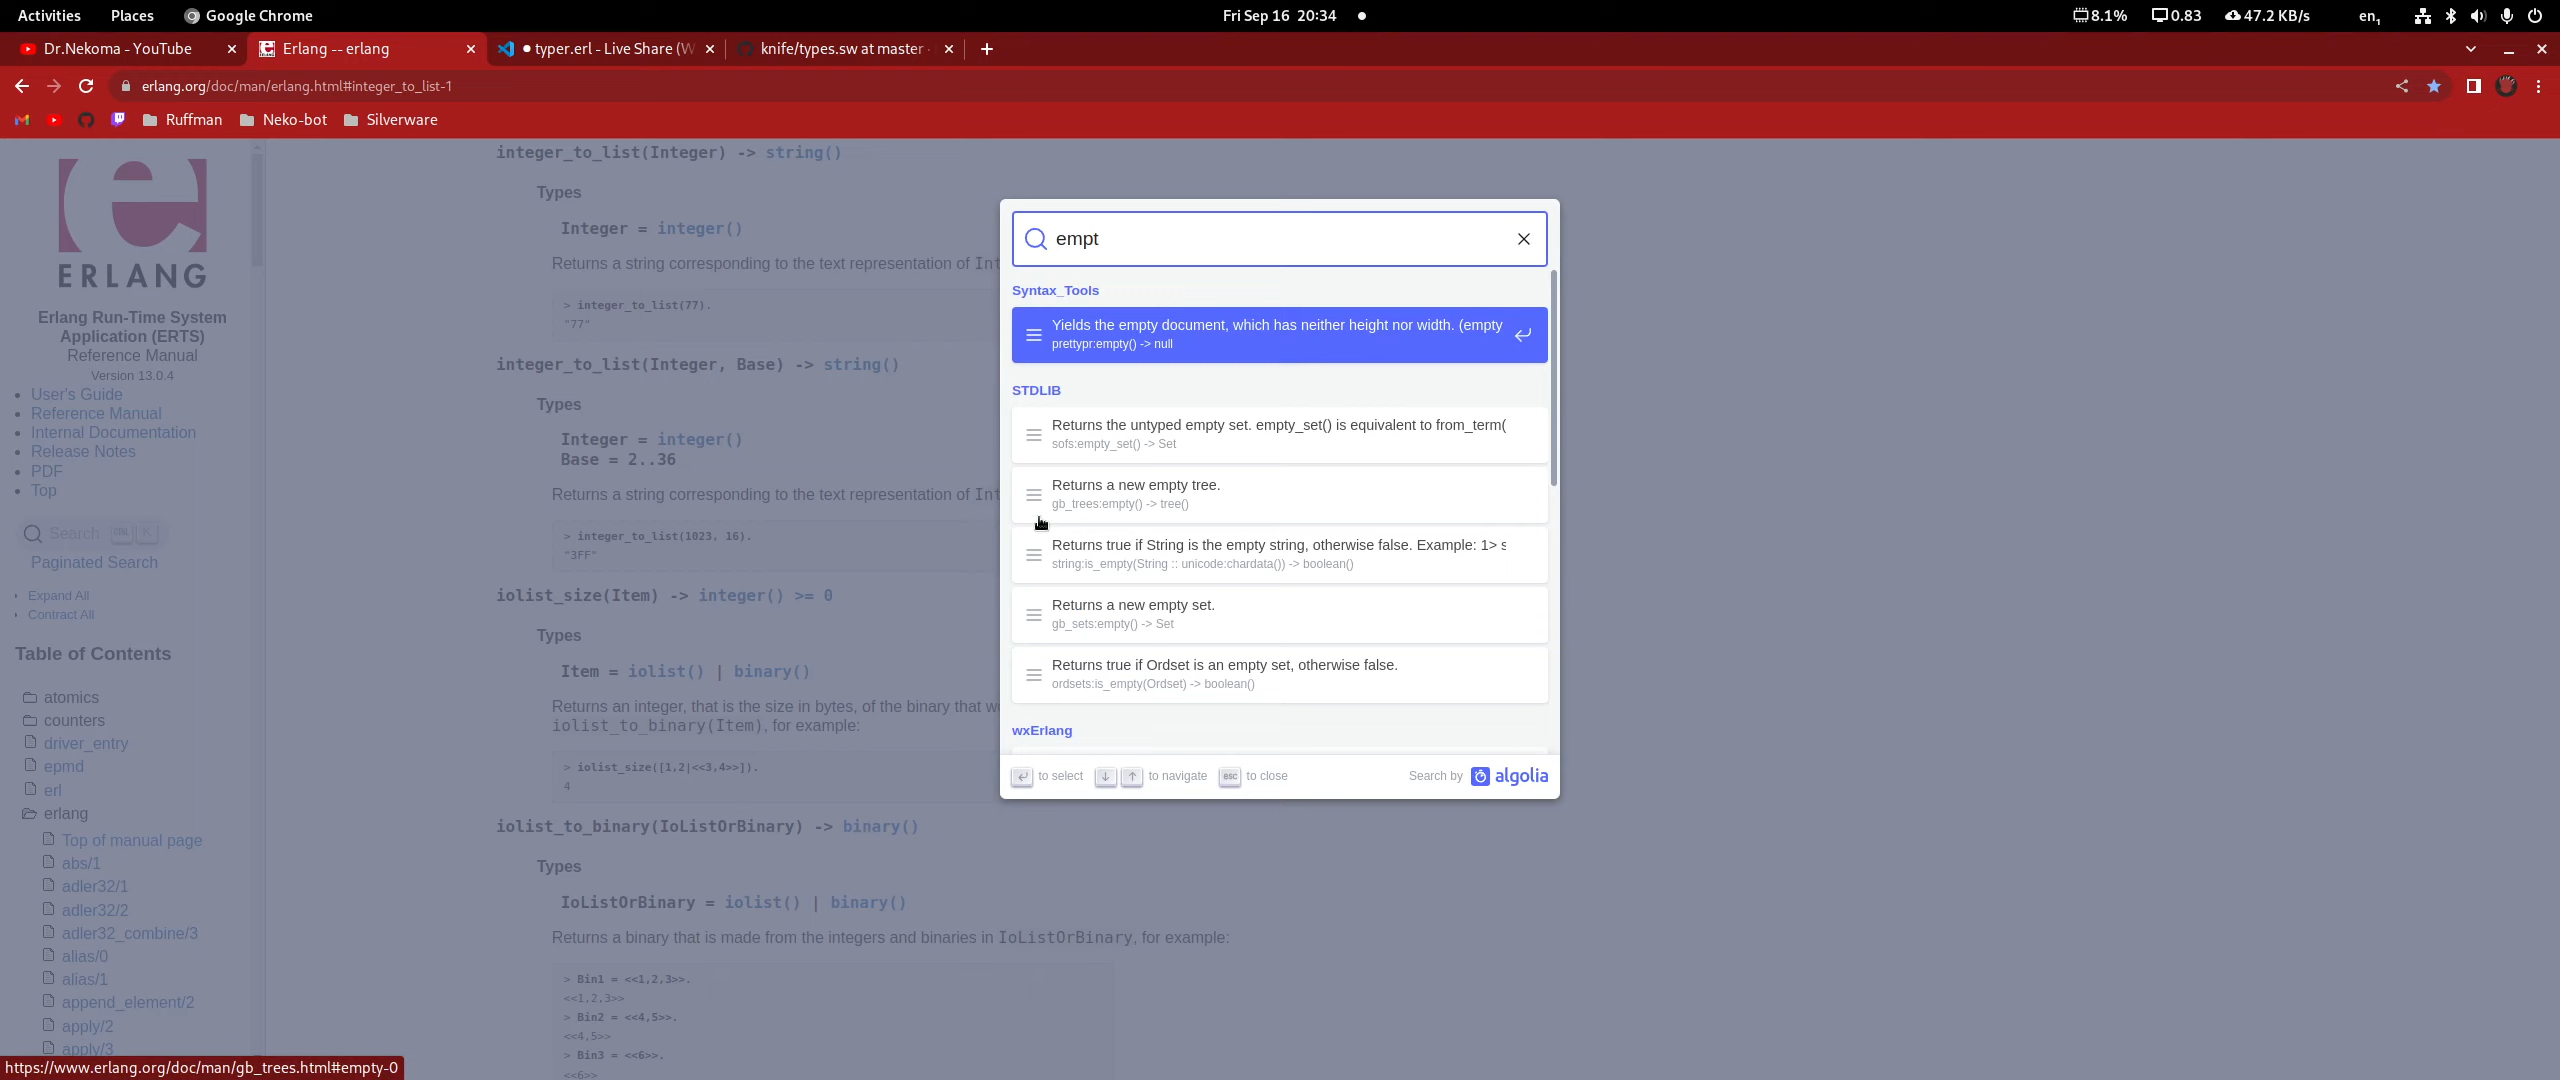 Activities Places Google Chrome Fri Sep 16 20:34 8.1% 0.83 47.2 KB/s en1
Dr.Nekoma - YouTube Erlang -- erlang typer.erl - Live Share (W knife/types.sw at master ·
erlang.org/doc/man/erlang.html#integer_to_list-1
Ruffman Neko-bot Silverware
ERLANG
Erlang Run-Time System
Application (ERTS)
Reference Manual
Version 13.0.4
User's Guide
Reference Manual
Internal Documentation
Release Notes
PDF
Top
Search CTRL K
Paginated Search
Expand All
Contract All
Table of Contents
atomics
counters
driver_entry
epmd
erl
erlang
Top of manual page
abs/1
adler32/1
adler32/2
adler32_combine/3
alias/0
alias/1
append_element/2
apply/2
apply/3
integer_to_list(Integer) -> string()
Types
Integer = integer()
Returns a string corresponding to the text representation of Int
> integer_to_list(77).
"77"
integer_to_list(Integer, Base) -> string()
Types
Integer = integer()
Base = 2..36
Returns a string corresponding to the text representation of Int
> integer_to_list(1023, 16).
"3FF"
iolist_size(Item) -> integer() >= 0
Types
Item = iolist() | binary()
Returns an integer, that is the size in bytes, of the binary that wo
iolist_to_binary(Item), for example:
> iolist_size([1,2|<<3,4>>]).
4
iolist_to_binary(IoListOrBinary) -> binary()
Types
IoListOrBinary = iolist() | binary()
Returns a binary that is made from the integers and binaries in IoListOrBinary, for example:
> Bin1 = <<1,2,3>>.
<<1,2,3>>
> Bin2 = <<4,5>>.
<<4,5>>
> Bin3 = <<6>>.
<<6>>
empt
Syntax_Tools
Yields the empty document, which has neither height nor width. (empty
prettypr:empty() -> null
STDLIB
Returns the untyped empty set. empty_set() is equivalent to from_term(
sofs:empty_set() -> Set
Returns a new empty tree.
gb_trees:empty() -> tree()
Returns true if String is the empty string, otherwise false. Example: 1> s
string:is_empty(String :: unicode:chardata()) -> boolean()
Returns a new empty set.
gb_sets:empty() -> Set
Returns true if Ordset is an empty set, otherwise false.
ordsets:is_empty(Ordset) -> boolean()
wxErlang
to select to navigate esc to close Search by algolia
https://www.erlang.org/doc/man/gb_trees.html#empty-0